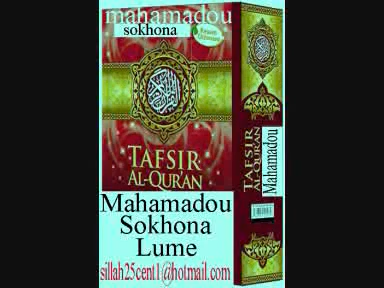 mahamadou
sokhona
TAFSIR
AL-QUR'AN
Mahamadou
Sokhona
Lume
sillah25cent1@hotmail.com
TAFSIR
AL-QUR'AN
Mahamadou